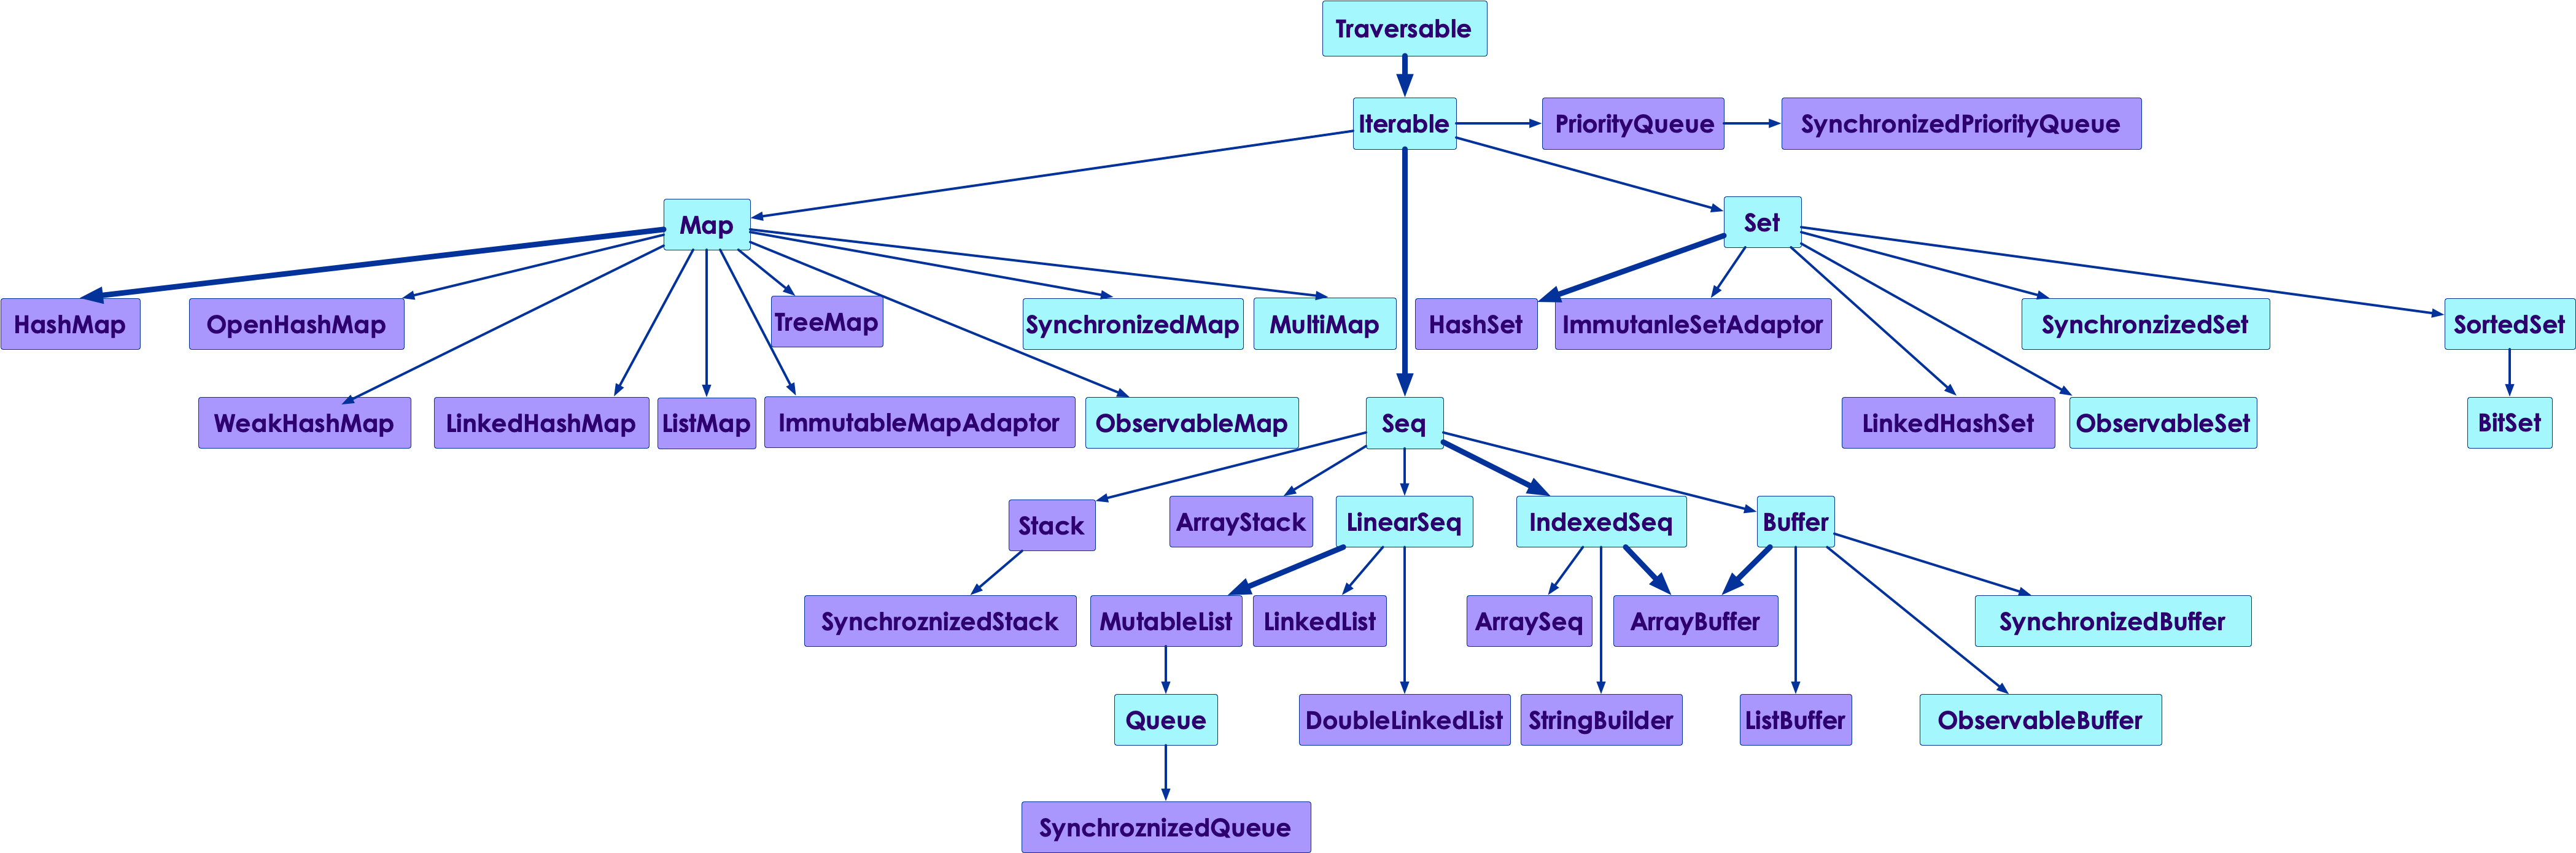 Traversable
Iterable
PriorityQueue
SynchronizedPriorityQueue
Map
Set
HashMap
OpenHashMap
TreeMap
SynchronizedMap
MultiMap
HashSet
ImmutanleSetAdaptor
SynchronzizedSet
SortedSet
WeakHashMap
LinkedHashMap
ListMap
ImmutableMapAdaptor
ObservableMap
Seq
LinkedHashSet
ObservableSet
BitSet
Stack
ArrayStack
LinearSeq
IndexedSeq
Buffer
SynchroznizedStack
MutableList
LinkedList
ArraySeq
ArrayBuffer
SynchronizedBuffer
Queue
DoubleLinkedList
StringBuilder
ListBuffer
ObservableBuffer
SynchroznizedQueue